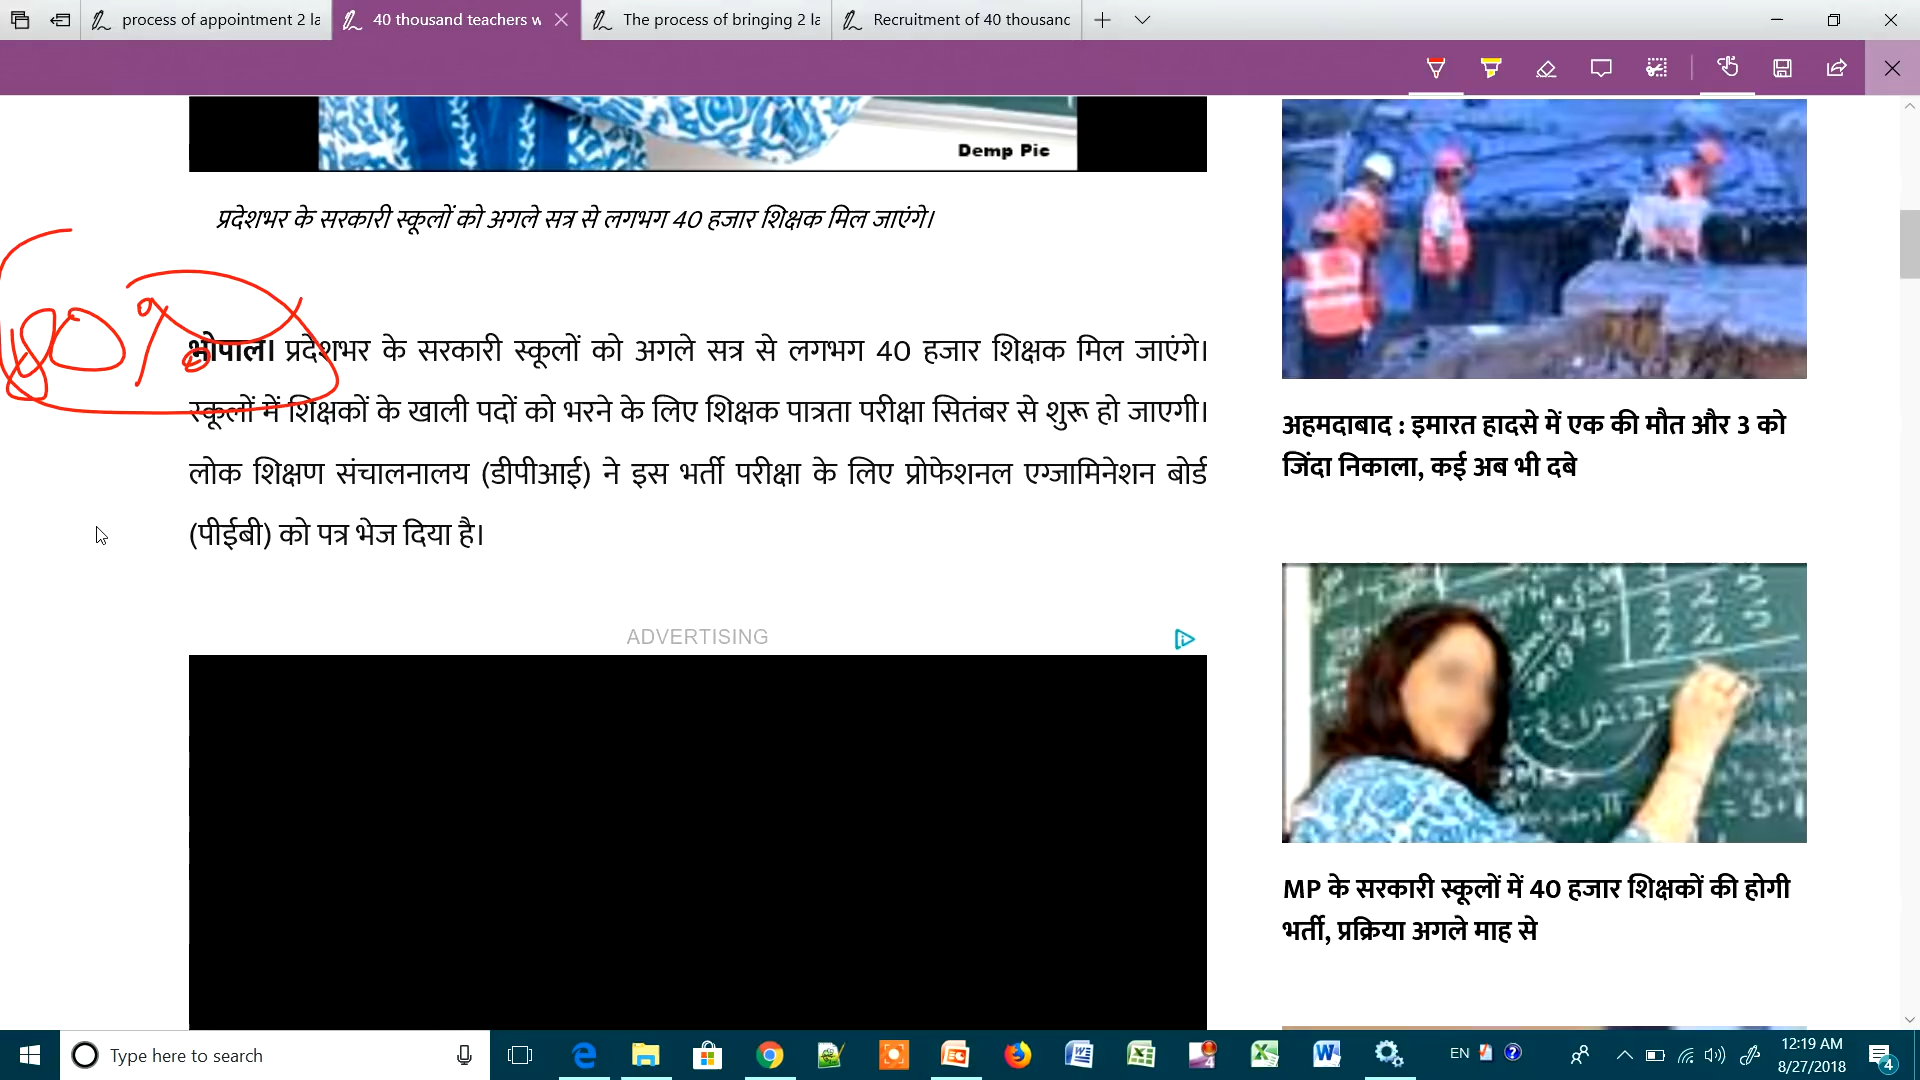 process of appointment 2 la
40 thousand teachers w
The process of bringing 2 la
Recruitment of 40 thousanc
Demp Pic
प्रदेशभर के सरकारी स्कूलों को अगले सत्र से लगभग 40 हजार शिक्षक मिल जाएंगे।
80%
भोपाल। प्रदेशभर के सरकारी स्कूलों को अगले सत्र से लगभग 40 हजार शिक्षक मिल जाएंगे।
स्कूलों में शिक्षकों के खाली पदों को भरने के लिए शिक्षक पात्रता परीक्षा सितंबर से शुरू हो जाएगी।
लोक शिक्षण संचालनालय (डीपीआई) ने इस भर्ती परीक्षा के लिए प्रोफेशनल एग्जामिनेशन बोर्ड
(पीईबी) को पत्र भेज दिया है।
ADVERTISING
अहमदाबाद : इमारत हादसे में एक की मौत और 3 को
जिंदा निकाला, कई अब भी दबे
MP के सरकारी स्कूलों में 40 हजार शिक्षकों की होगी
भर्ती, प्रक्रिया अगले माह से
Type here to search
EN
12:19 AM
8/27/2018
4